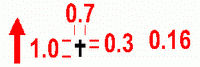 0.7
1.0 = ✝ = 0.3 0.16